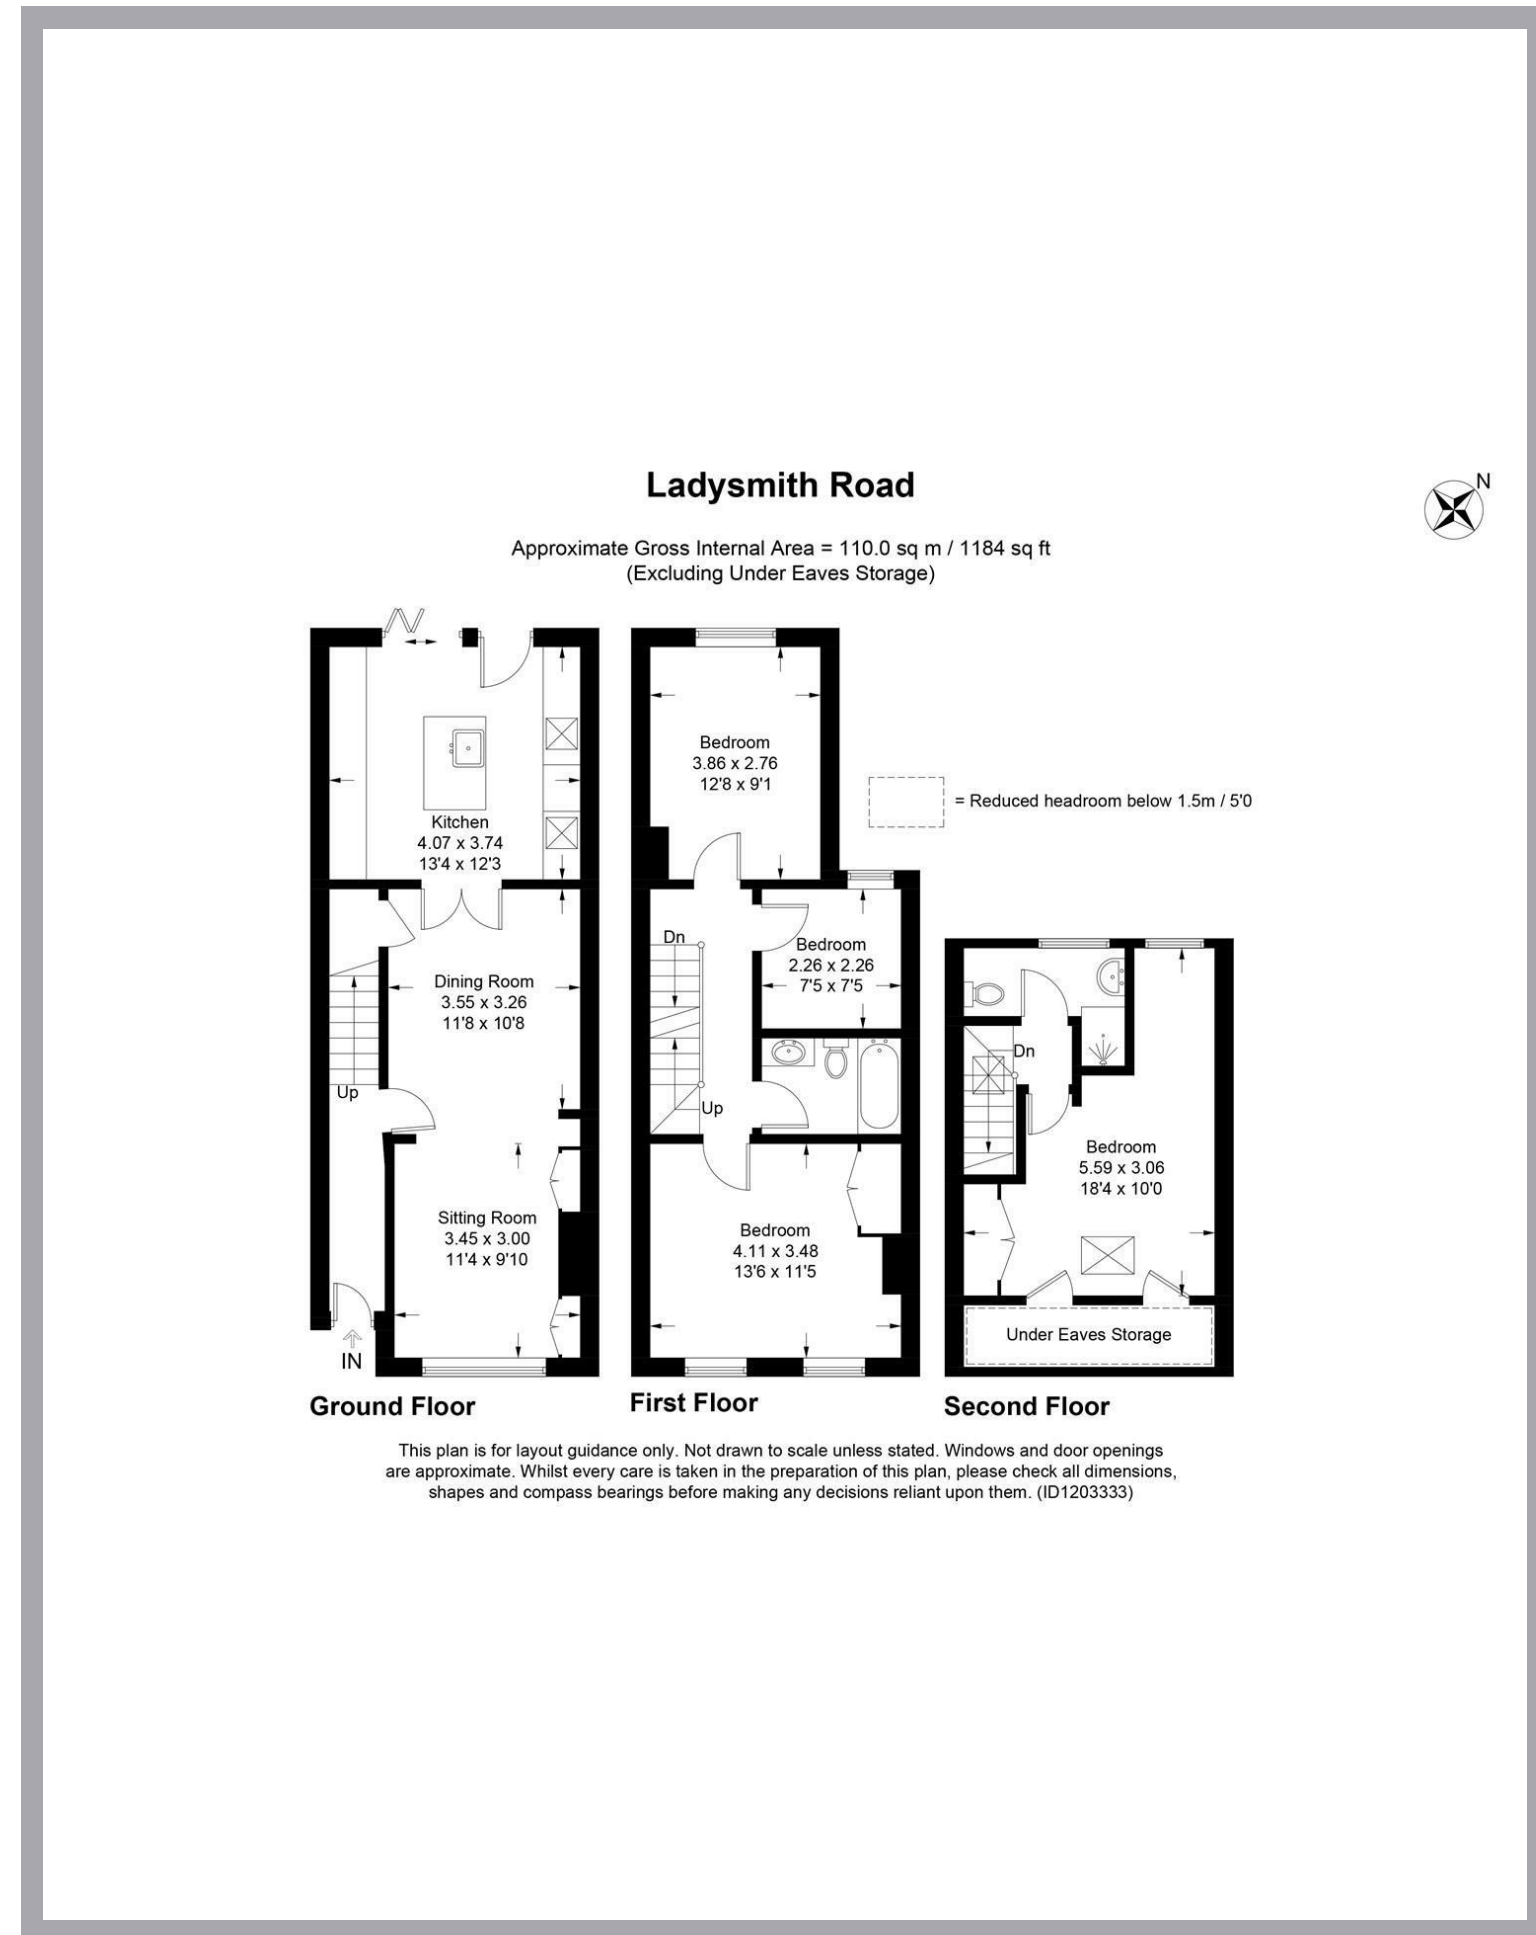 Ladysmith Road
N
Approximate Gross Internal Area = 110.0 sq m / 1184 sq ft
(Excluding Under Eaves Storage)
Kitchen
4.07 x 3.74
13'4 x 12'3
Dining Room
3.55 x 3.26
11'8 x 10'8
Up
Sitting Room
3.45 x 3.00
11'4 x 9'10
IN
Ground Floor
Bedroom
3.86 x 2.76
12'8 x 9'1
Dn
Bedroom
2.26 x 2.26
7'5 x 7'5
Up
Bedroom
4.11 x 3.48
13'6 x 11'5
First Floor
= Reduced headroom below 1.5m / 5'0
Dn
Bedroom
5.59 x 3.06
18'4 x 10'0
Under Eaves Storage
Second Floor
This plan is for layout guidance only. Not drawn to scale unless stated. Windows and door openings
are approximate. Whilst every care is taken in the preparation of this plan, please check all dimensions,
shapes and compass bearings before making any decisions reliant upon them. (ID1203333)